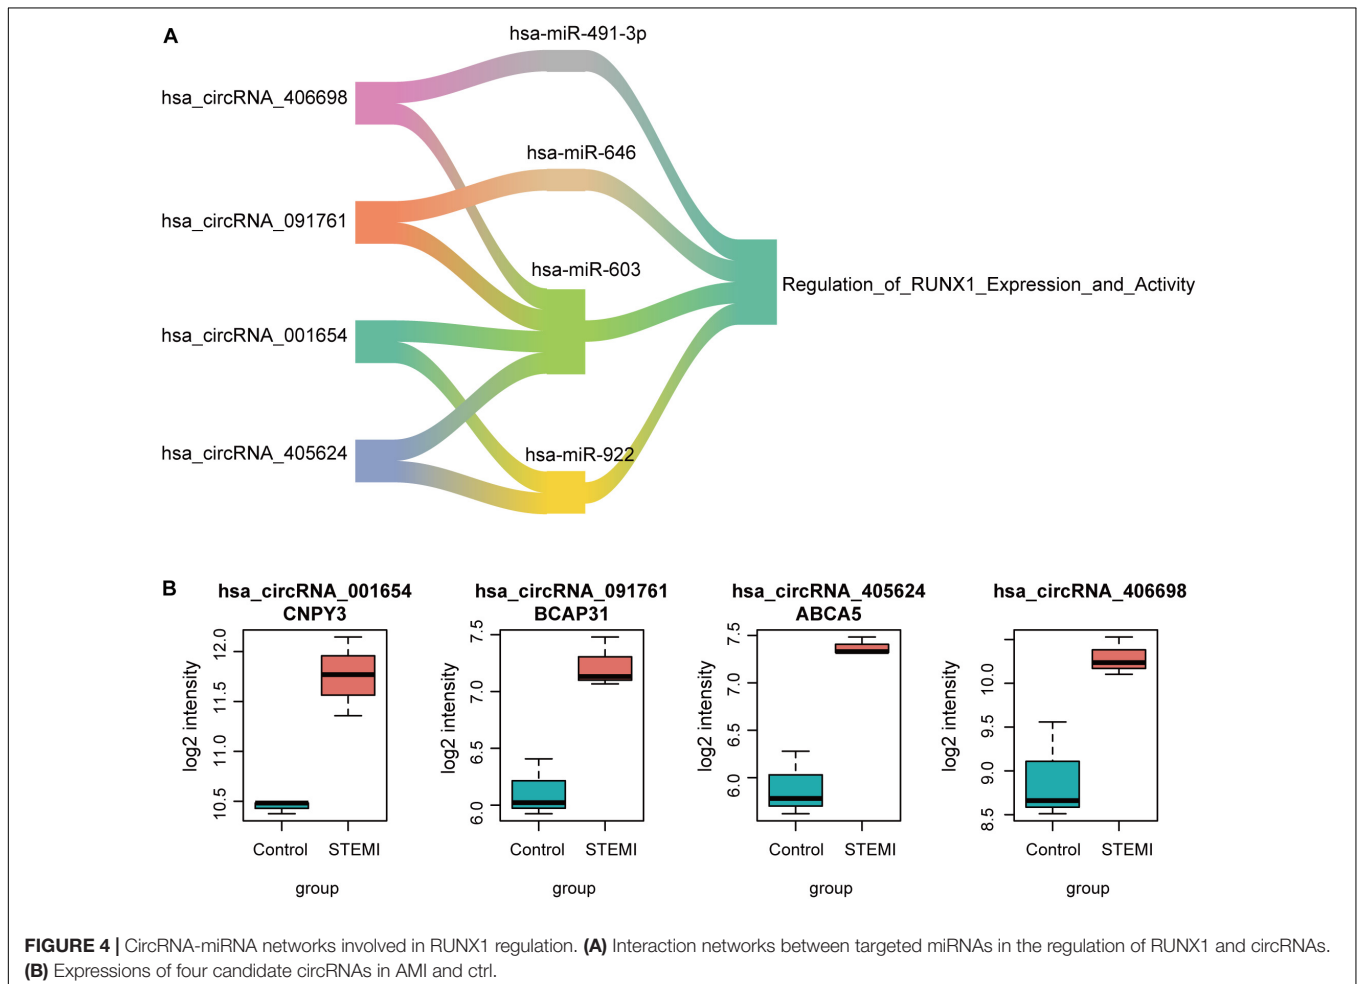 A
hsa-miR-491-3p
hsa_circRNA_406698
hsa-miR-646
hsa_circRNA_091761
hsa-miR-603
Regulation_of_RUNX1_Expression_and_Activity
hsa_circRNA_001654
hsa_circRNA_405624
hsa-miR-922
B
hsa_circRNA_001654
CNPY3
log2 intensity
12.0
11.5
11.0
10.5
Control STEMI
group
hsa_circRNA_091761
BCAP31
log2 intensity
7.5
7.0
6.5
6.0
Control STEMI
group
hsa_circRNA_405624
ABCA5
log2 intensity
7.5
7.0
6.5
6.0
Control STEMI
group
hsa_circRNA_406698
log2 intensity
10.0
9.5
9.0
8.5
Control STEMI
group
FIGURE 4 | CircRNA-miRNA networks involved in RUNX1 regulation. (A) Interaction networks between targeted miRNAs in the regulation of RUNX1 and circRNAs.
(B) Expressions of four candidate circRNAs in AMI and ctrl.